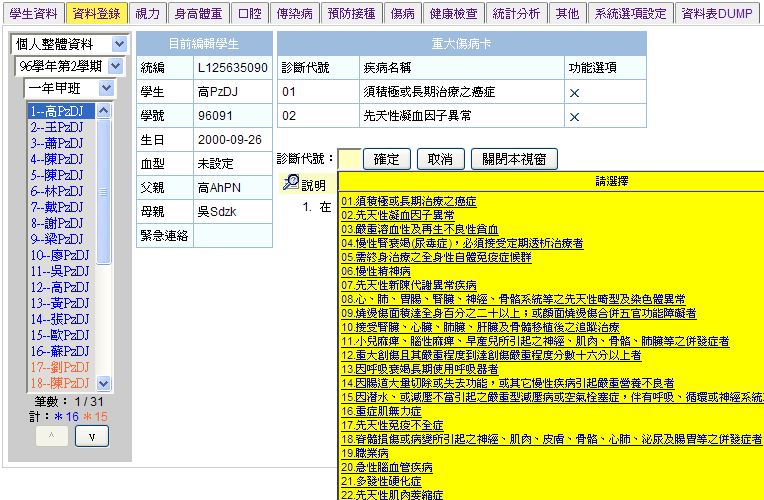 學生資料 資料登錄 視力 身高體重 口腔 傳染病 預防接種 傷病 健康檢查 統計分析 其他 系統選項設定 資料表DUMP
個人整體資料
96學年第2學期
一年甲班
1--高PzDJ
2--王PzDJ
3--蕭PzDJ
4--陳PzDJ
5--陳PzDJ
6--林PzDJ
7--戴PzDJ
8--謝PzDJ
9--梁PzDJ
10--廖PzDJ
11--吳PzDJ
12--高PzDJ
13--黃PzDJ
14--張PzDJ
15--歐PzDJ
16--蘇PzDJ
17--劉PzDJ
18--陳PzDJ
筆數： 1 / 31
計：＊16 ＊15
^ v
目前編輯學生
統編 L125635090
學生 高PzDJ
學號 96091
生日 2000-09-26
血型 未設定
父親 高AhPN
母親 吳Sdzk
緊急連絡
重大傷病卡
診斷代號 疾病名稱 功能選項
01 須積極或長期治療之癌症 ×
02 先天性凝血因子異常 ×
診斷代號： 確定 取消 關閉本視窗
說明
1. 在
請選擇
01.須積極或長期治療之癌症
02.先天性凝血因子異常
03.嚴重溶血性及再生不良性貧血
04.慢性腎衰竭(尿毒症)，必須接受定期透析治療者
05.需終身治療之全身性自體免疫症候群
06.慢性精神病
07.先天性新陳代謝異常疾病
08.心、肺、胃腸、腎臟、神經、骨骼系統等之先天性畸型及染色體異常
09.燒燙傷面積達全身百分之二十以上；或顏面燒燙傷合併五官功能障礙者
10.接受腎臟、心臟、肺臟、肝臟及骨髓移植後之追蹤治療
11.小兒麻痺、腦性麻痺、早產兒所引起之神經、肌肉、骨骼、肺臟等之併發症者
12.重大創傷且其嚴重程度到達創傷嚴重程度分數十六分以上者
13.因呼吸衰竭長期使用呼吸器者
14.因腸道大量切除或失去功能，或其它慢性疾病引起嚴重營養不良者
15.因潛水、或減壓不當引起之嚴重型減壓病或空氣栓塞症，伴有呼吸、循環或神經系統
16.重症肌無力症
17.先天性免疫不全症
18.脊髓損傷或病變所引起之神經、肌肉、皮膚、骨骼、心肺、泌尿及腸胃等之併發症者
19.職業病
20.急性腦血管疾病
21.多發性硬化症
22.先天性肌肉萎縮症